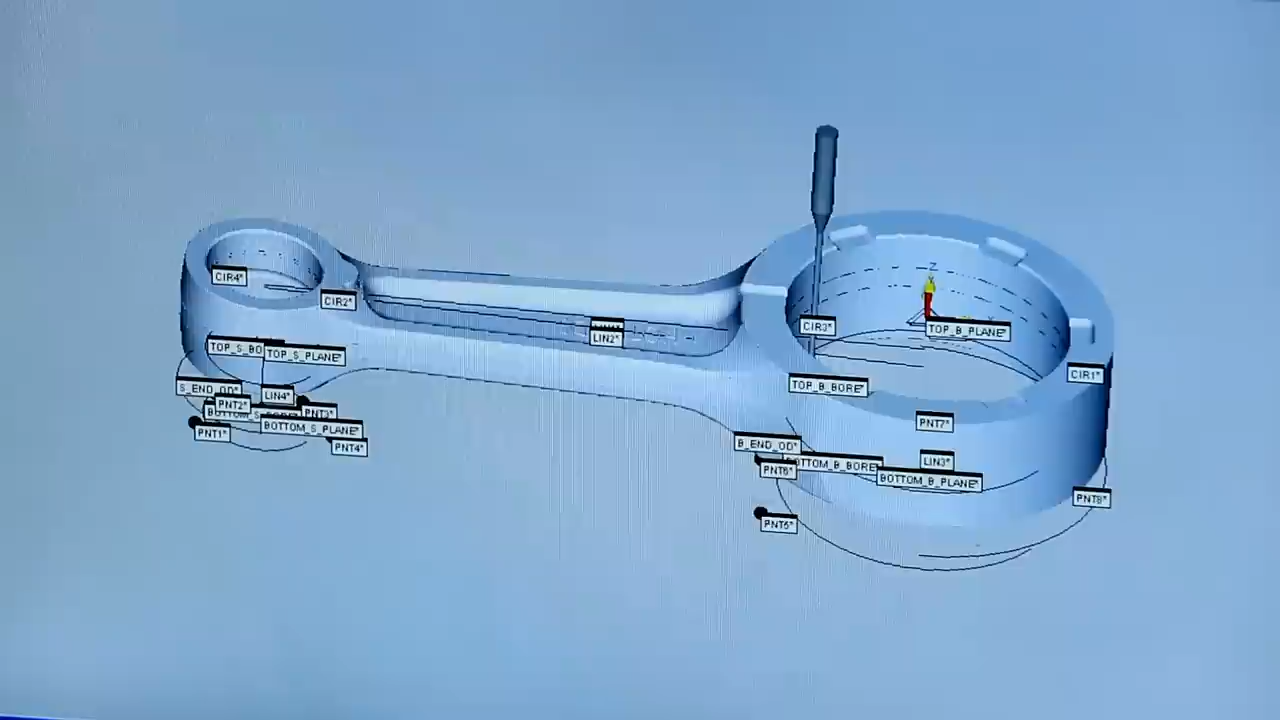 Z
CIR4*
CIR2*
CIR3*
TOP_B_PLANE*
LIN2*
TOP_S_BO
TOP_S_PLANE*
CIR1*
TOP_B_BORE*
S_END_OD*
LIN4*
PNT2*
PNT3*
PNT7*
PNT1*
BOTTOM_S_PLANE*
PNT4*
B_END_OD*
LIN3*
BOTTOM_B_BORE*
PNT6*
BOTTOM_B_PLANE*
PNT8*
PNT5*